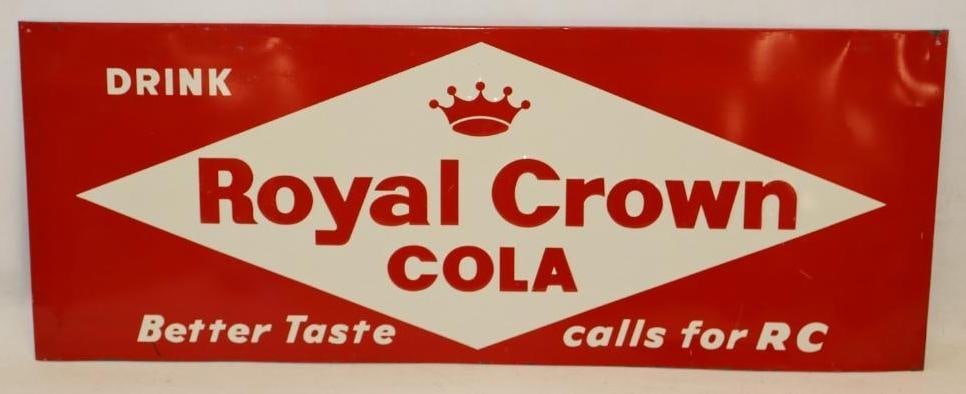 DRINK
Royal Crown
COLA
Better Taste calls for RC